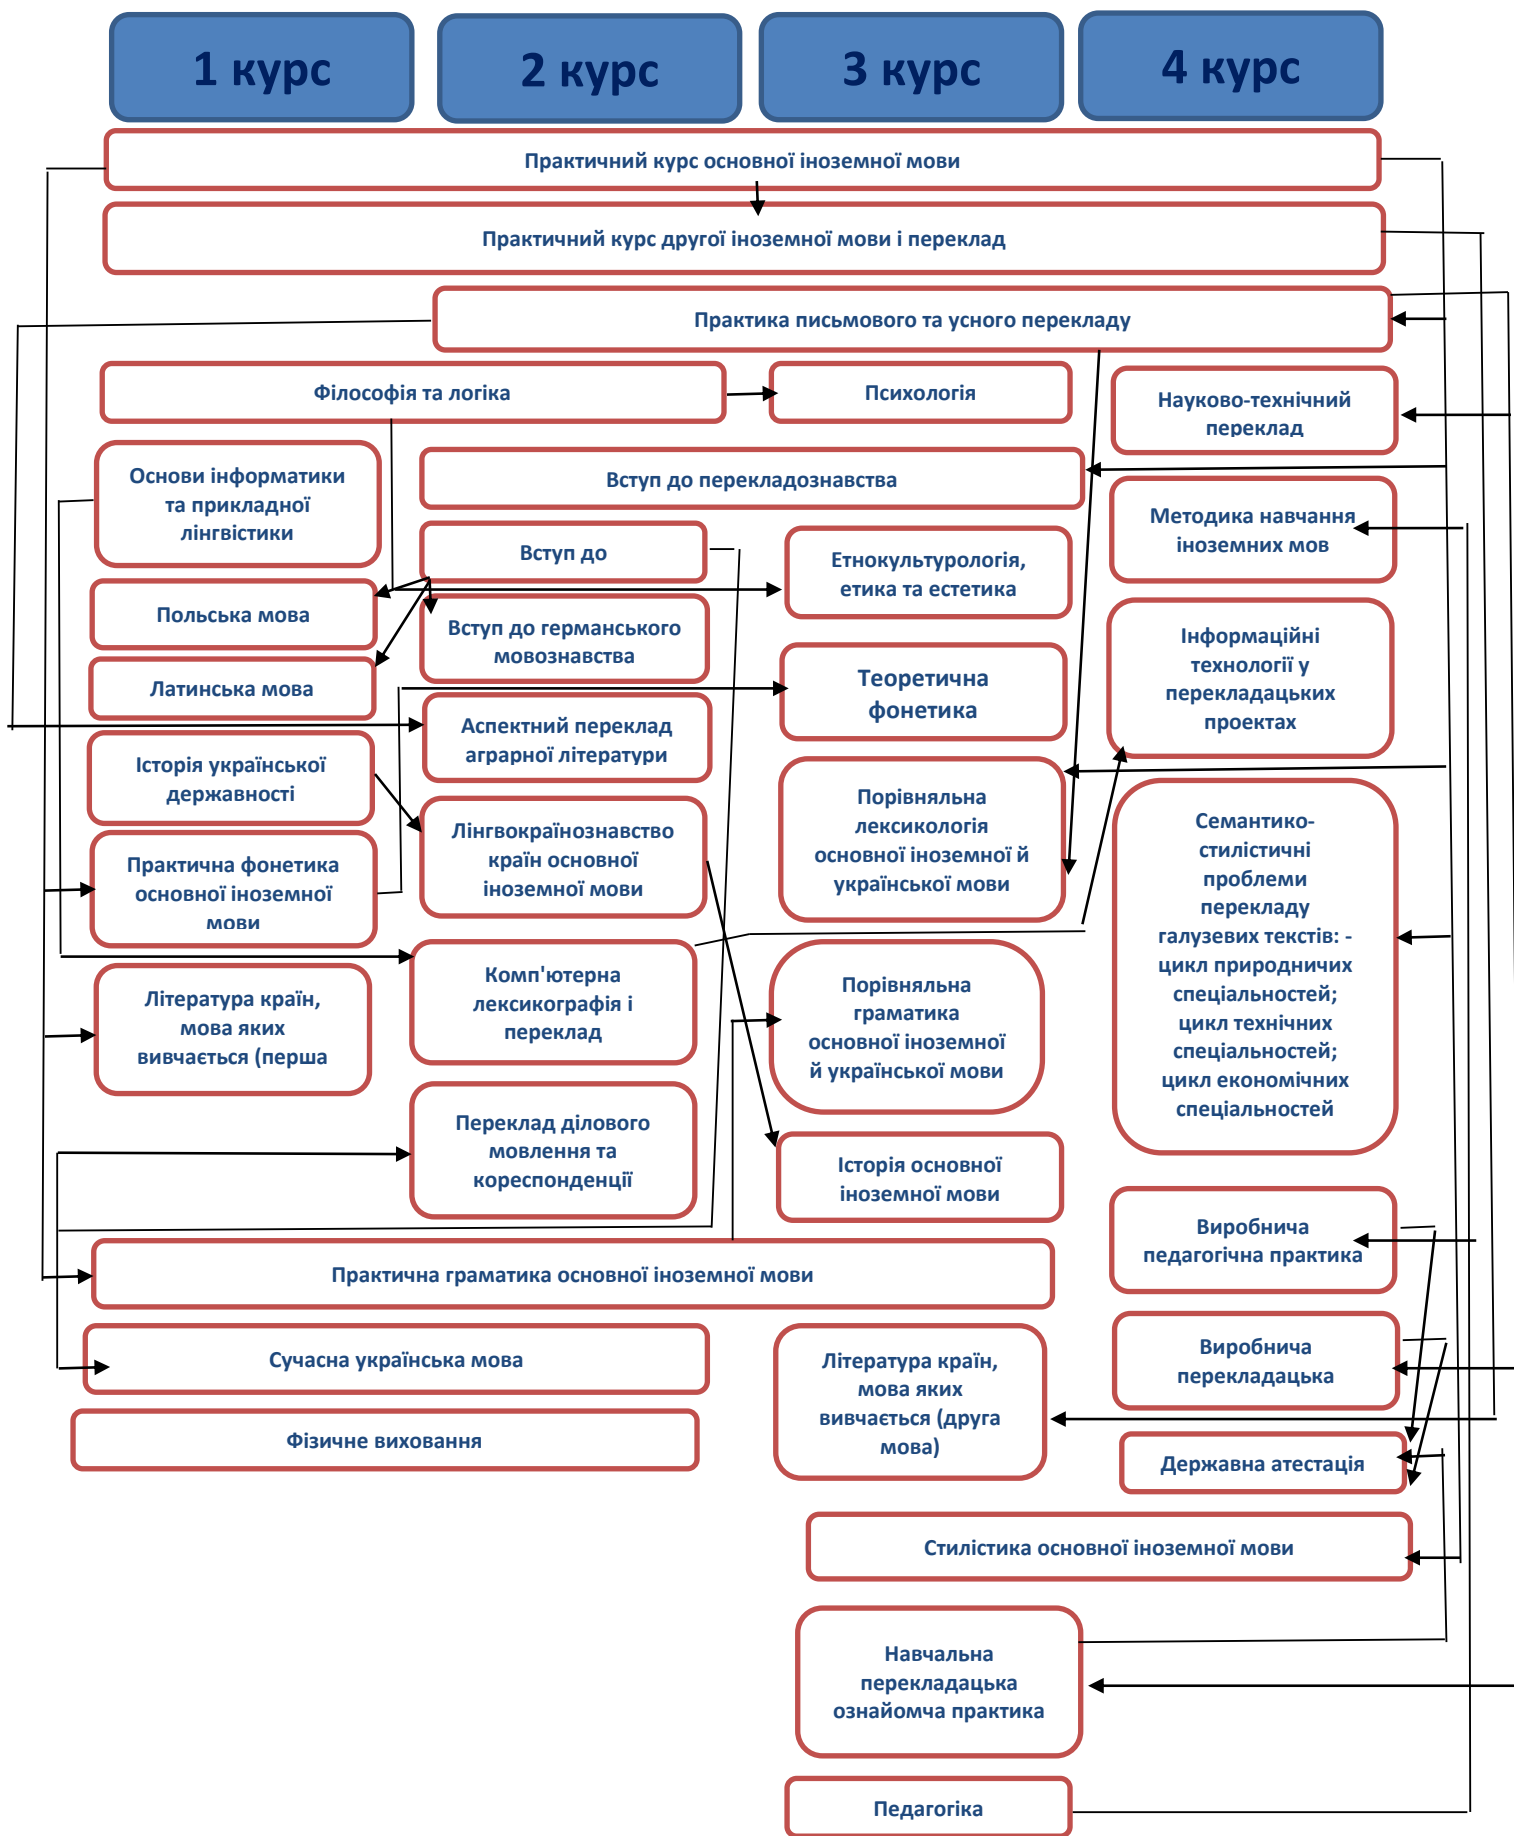 1 курс
2 курс
3 курс
4 курс
Практичний курс основної іноземної мови
Практичний курс другої іноземної мови і переклад
Практика письмового та усного перекладу
Філософія та логіка
Психологія
Науково-технічний
переклад
Основи інформатики
та прикладної
лінгвістики
Вступ до перекладознавства
Методика навчання
іноземних мов
Вступ до
Етнокультурологія,
етика та естетика
Польська мова
Вступ до германського
мовознавства
Інформаційні
технології у
перекладацьких
проектах
Латинська мова
Теоретична
фонетика
Аспектний переклад
аграрної літератури
Історія української
державності
Порівняльна
лексикологія
основної іноземної й
української мови
Семантико-
стилістичні
проблеми
перекладу
галузевих текстів: -
цикл природничих
спеціальностей;
цикл технічних
спеціальностей;
цикл економічних
спеціальностей
Лінгвокраїнознавство
країн основної
іноземної мови
Практична фонетика
основної іноземної
мови
Комп'ютерна
лексикографія і
переклад
Порівняльна
граматика
основної іноземної
й української мови
Література країн,
мова яких
вивчається (перша
Переклад ділового
мовлення та
кореспонденції
Історія основної
іноземної мови
Виробнича
педагогічна практика
Практична граматика основної іноземної мови
Сучасна українська мова
Література країн,
мова яких
вивчається (друга
мова)
Виробнича
перекладацька
Фізичне виховання
Державна атестація
Стилістика основної іноземної мови
Навчальна
перекладацька
ознайомча практика
Педагогіка